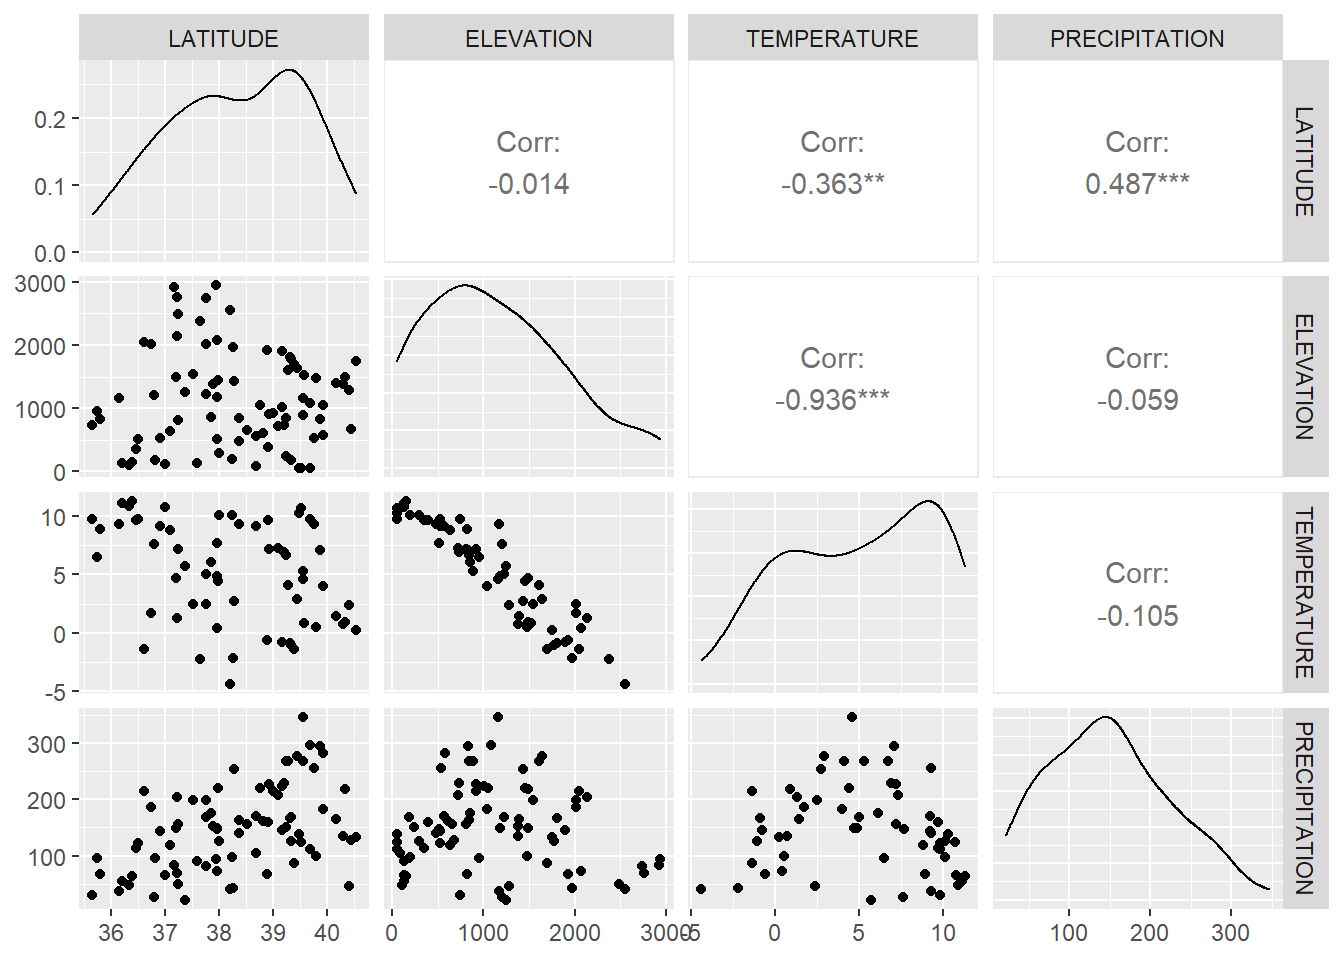 LATITUDE
ELEVATION
TEMPERATURE
PRECIPITATION
0.2
0.1
0.0
Corr:
-0.014
Corr:
-0.363**
Corr:
0.487***
LATITUDE
3000
2000
1000
0
Corr:
-0.936***
Corr:
-0.059
ELEVATION
10
5
0
-5
Corr:
-0.105
TEMPERATURE
300
200
100
PRECIPITATION
36
37
38
39
40
0
1000
2000
3000
-5
0
5
10
100
200
300